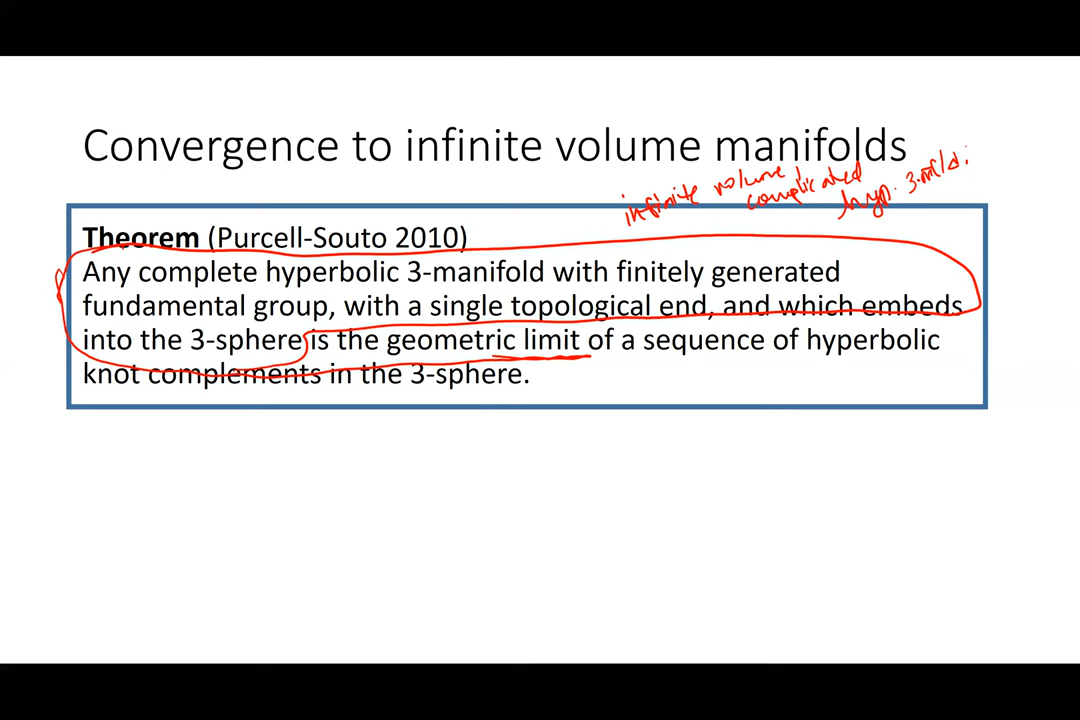 Convergence to infinite volume manifolds
infinite volume complicated hyp. 3-mfld.
Theorem (Purcell-Souto 2010)
Any complete hyperbolic 3-manifold with finitely generated
fundamental group, with a single topological end, and which embeds
into the 3-sphere is the geometric limit of a sequence of hyperbolic
knot complements in the 3-sphere.